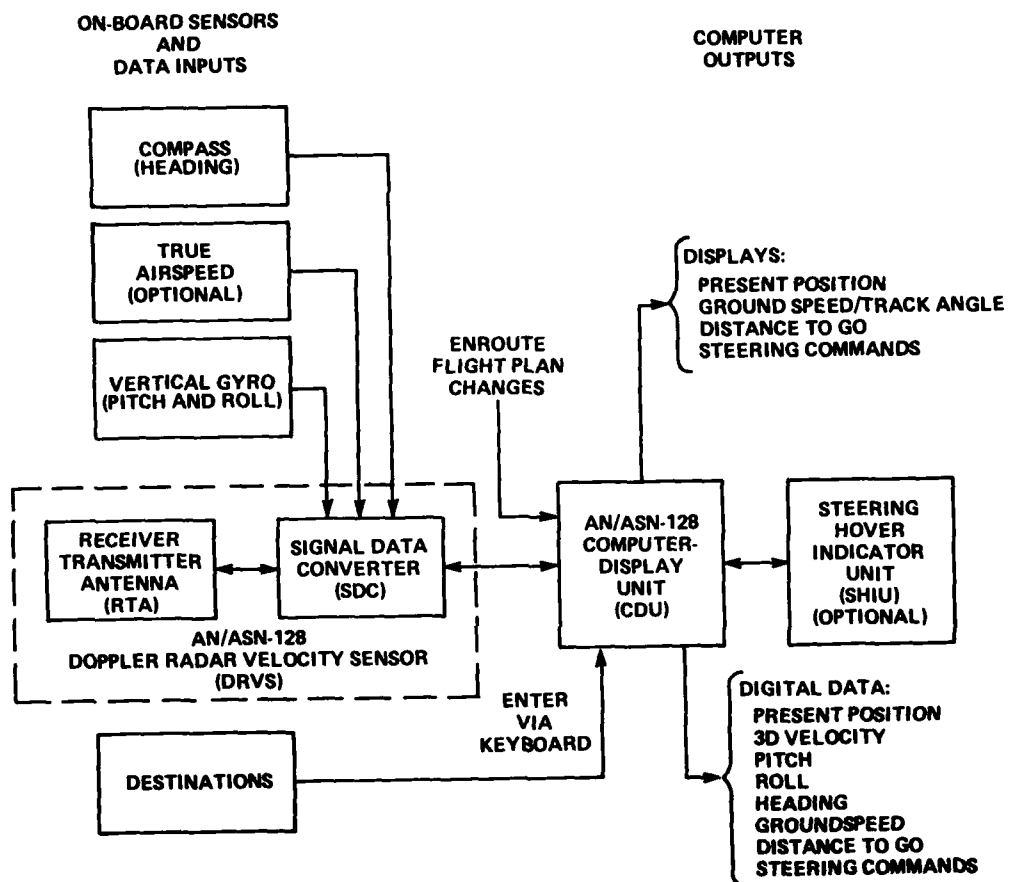 ON-BOARD SENSORS
AND
DATA INPUTS
COMPUTER
OUTPUTS
COMPASS
(HEADING)
TRUE
AIRSPEED
(OPTIONAL)
VERTICAL GYRO
(PITCH AND ROLL)
ENROUTE
FLIGHT PLAN
CHANGES
DISPLAYS:
PRESENT POSITION
GROUND SPEED/TRACK ANGLE
DISTANCE TO GO
STEERING COMMANDS
RECEIVER
TRANSMITTER
ANTENNA
(RTA)
SIGNAL DATA
CONVERTER
(SDC)
AN/ASN-128
DOPPLER RADAR VELOCITY SENSOR
(DRVS)
AN/ASN-128
COMPUTER-
DISPLAY
UNIT
(CDU)
STEERING
HOVER
INDICATOR
UNIT
(SHIU)
(OPTIONAL)
ENTER
VIA
KEYBOARD
DESTINATIONS
DIGITAL DATA:
PRESENT POSITION
3D VELOCITY
PITCH
ROLL
HEADING
GROUNDSPEED
DISTANCE TO GO
STEERING COMMANDS